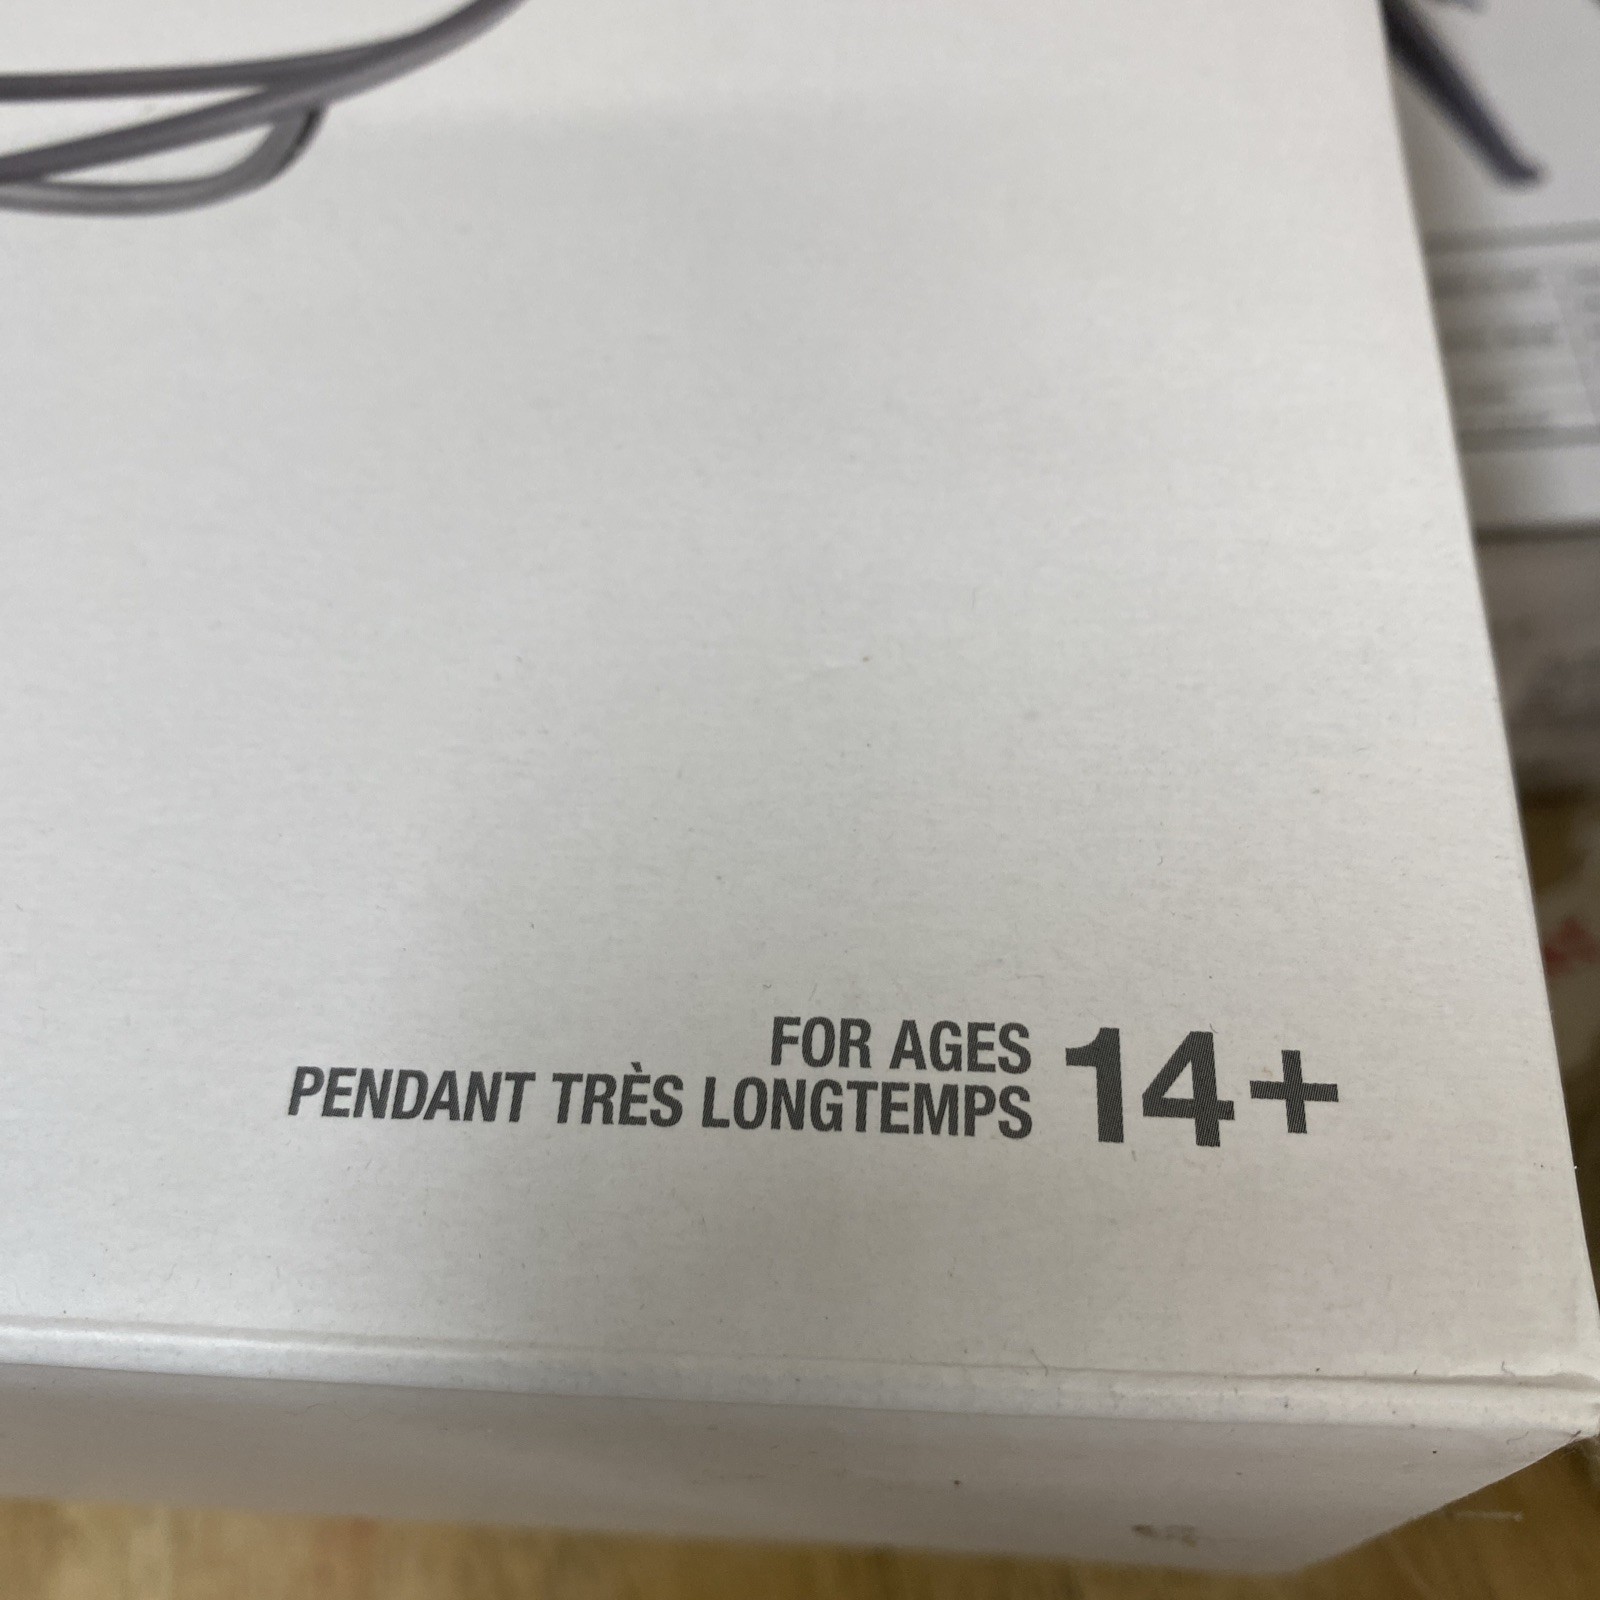 FOR AGES
PENDANT TRÈS LONGTEMPS
14+